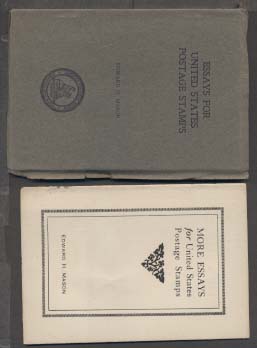 ESSAYS FOR
UNITED STATES
POSTAGE STAMPS
EDWARD H. MASON
MORE ESSAYS
for United States
Postage Stamps
EDWARD H. MASON